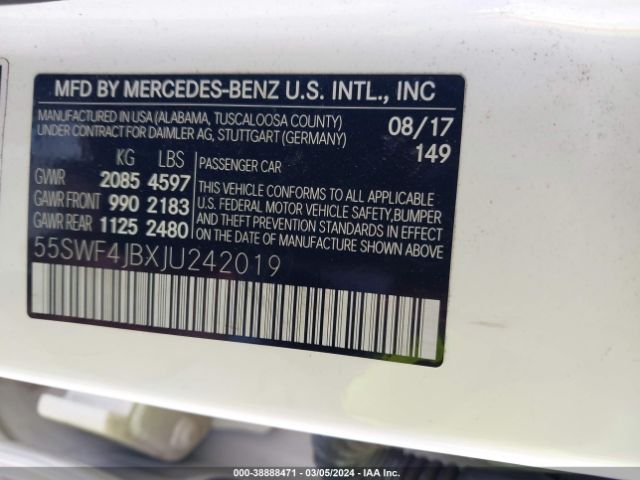 MFD BY MERCEDES-BENZ U.S. INTL., INC
MANUFACTURED IN USA (ALABAMA, TUSCALOOSA COUNTY)
UNDER CONTRACT FOR DAIMLER AG, STUTTGART (GERMANY)
08/17
149
KG LBS
GVWR 2085 4597
GAWR FRONT 990 2183
GAWR REAR 1125 2480
PASSENGER CAR
THIS VEHICLE CONFORMS TO ALL APPLICABLE
U.S. FEDERAL MOTOR VEHICLE SAFETY, BUMPER
AND THEFT PREVENTION STANDARDS IN EFFECT
ON THE DATE OF MANUFACTURE SHOWN ABOVE.
55SWF4JBXJU242019
000-38888471 — 03/05/2024 — IAA Inc.